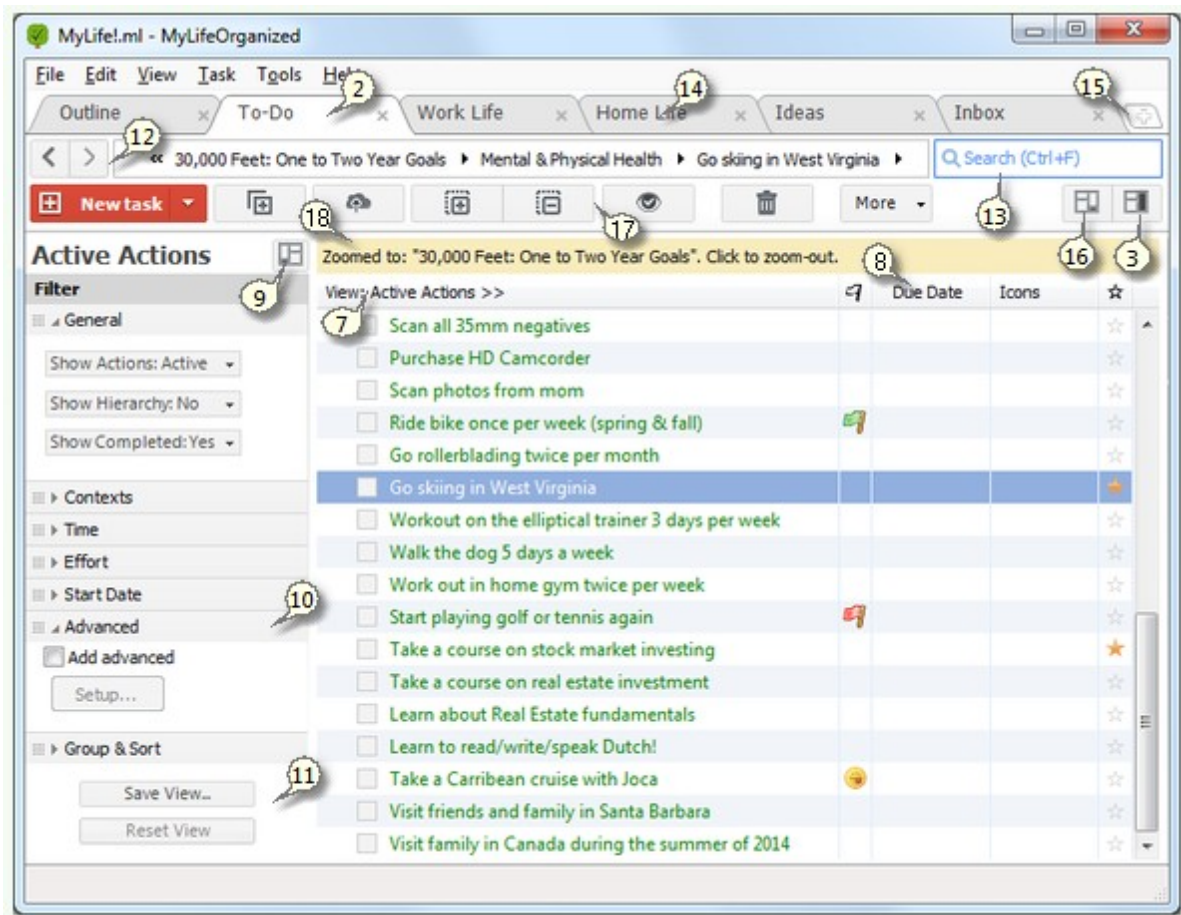 MyLife!.ml - MyLifeOrganized
File Edit View Task Tools Help
2
14
15
Outline To-Do Work Life Home Life Ideas Inbox
12
« 30,000 Feet: One to Two Year Goals Mental & Physical Health Go skiing in West Virginia Search (Ctrl+F)
New task More
18
17
13
16
3
Active Actions
Zoomed to: "30,000 Feet: One to Two Year Goals". Click to zoom-out.
8
9
Filter
View: Active Actions >> Due Date Icons
7
General
Scan all 35mm negatives
Show Actions: Active
Purchase HD Camcorder
Scan photos from mom
Show Hierarchy: No
Ride bike once per week (spring & fall)
Show Completed: Yes
Go rollerblading twice per month
Go skiing in West Virginia
Contexts
Workout on the elliptical trainer 3 days per week
Time
Walk the dog 5 days a week
Effort
Work out in home gym twice per week
Start Date
10
Start playing golf or tennis again
Advanced
Take a course on stock market investing
Add advanced
Take a course on real estate investment
Setup...
Learn about Real Estate fundamentals
Learn to read/write/speak Dutch!
Group & Sort
11
Take a Carribean cruise with Joca
Save View...
Visit friends and family in Santa Barbara
Reset View
Visit family in Canada during the summer of 2014